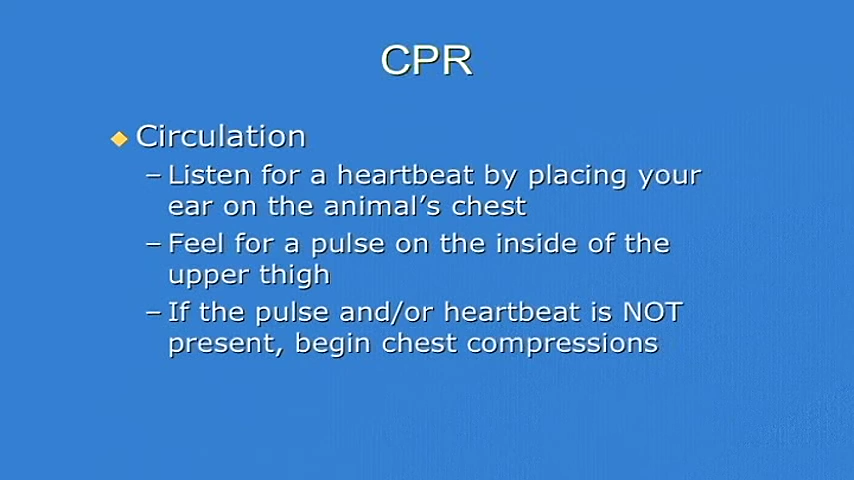 CPR
Circulation
– Listen for a heartbeat by placing your
ear on the animal's chest
– Feel for a pulse on the inside of the
upper thigh
– If the pulse and/or heartbeat is NOT
present, begin chest compressions